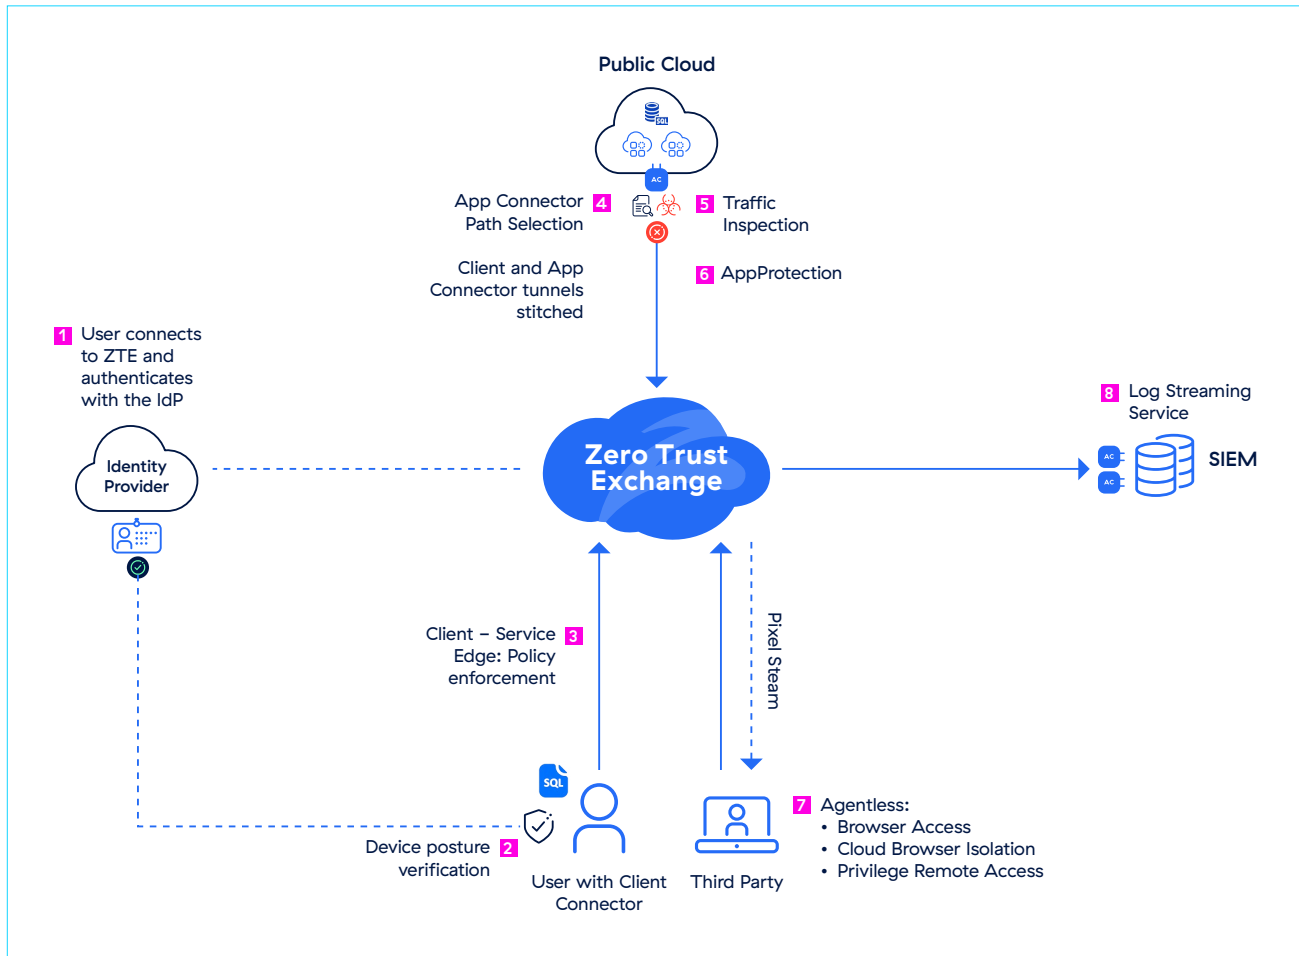 Public Cloud
SQL
AC
App Connector
Path Selection
4
5
Traffic
Inspection
Client and App
Connector tunnels
stitched
6
AppProtection
1
User connects
to ZTE and
authenticates
with the IdP
Identity
Provider
Zero Trust
Exchange
8
Log Streaming
Service
AC
AC
SIEM
Client – Service
Edge: Policy
enforcement
3
Pixel Steam
SQL
Device posture
verification
2
User with Client
Connector
Third Party
7
Agentless:
• Browser Access
• Cloud Browser Isolation
• Privilege Remote Access